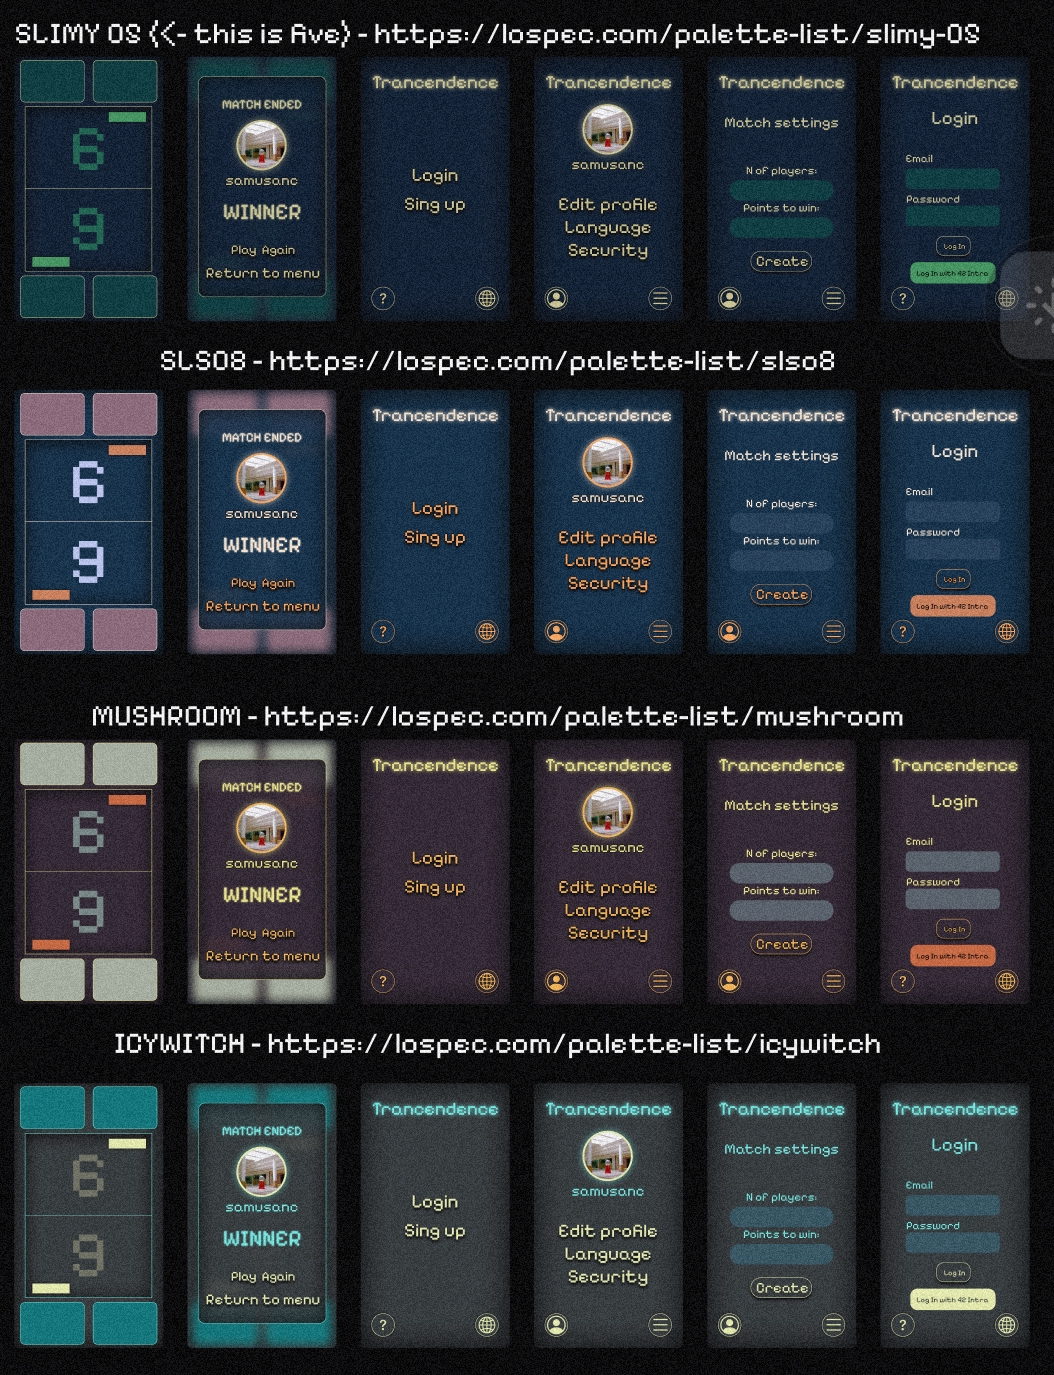 SLIMY OS (<- this is five) - https://lospec.com/palette-list/slimy-OS
6
9
MATCH ENDED
samusanc
WINNER
Play Again
Return to menu
Trancendence
Login
Sing up
?
Trancendence
samusanc
Edit profile
Language
Security
Trancendence
Match settings
N of players:
Points to win:
Create
Trancendence
Login
Email
Password
Log In
Log In with 42 Intra
?
SLSO8 - https://lospec.com/palette-list/slso8
6
9
MATCH ENDED
samusanc
WINNER
Play Again
Return to menu
Trancendence
Login
Sing up
?
Trancendence
samusanc
Edit profile
Language
Security
Trancendence
Match settings
N of players:
Points to win:
Create
Trancendence
Login
Email
Password
Log In
Log In with 42 Intra
?
MUSHROOM - https://lospec.com/palette-list/mushroom
6
9
MATCH ENDED
samusanc
WINNER
Play Again
Return to menu
Trancendence
Login
Sing up
?
Trancendence
samusanc
Edit profile
Language
Security
Trancendence
Match settings
N of players:
Points to win:
Create
Trancendence
Login
Email
Password
Log In
Log In with 42 Intra
?
ICYWITCH - https://lospec.com/palette-list/icywitch
6
9
MATCH ENDED
samusanc
WINNER
Play Again
Return to menu
Trancendence
Login
Sing up
?
Trancendence
samusanc
Edit profile
Language
Security
Trancendence
Match settings
N of players:
Points to win:
Create
Trancendence
Login
Email
Password
Log In
Log In with 42 Intra
?